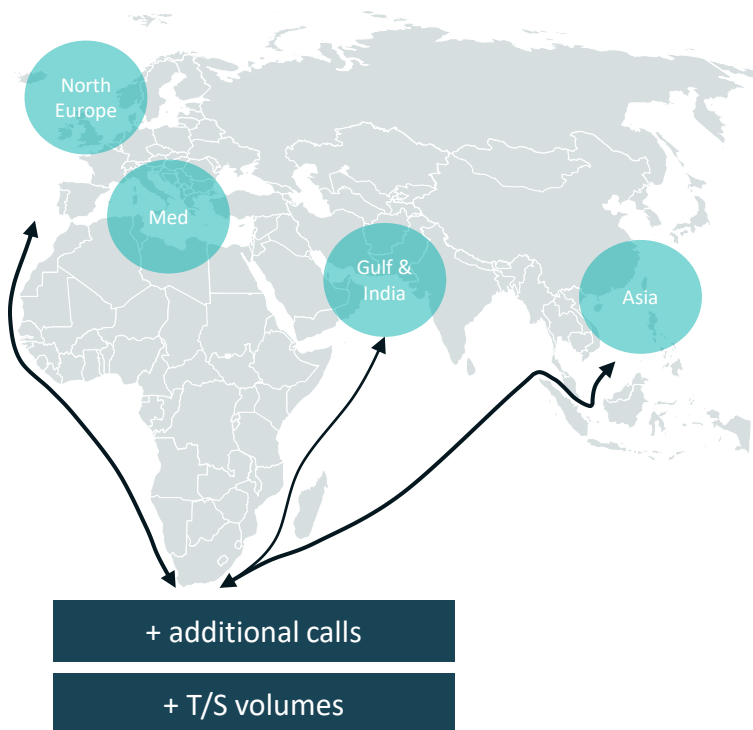 North
Europe
Med
Gulf &
India
Asia
+ additional calls
+ T/S volumes